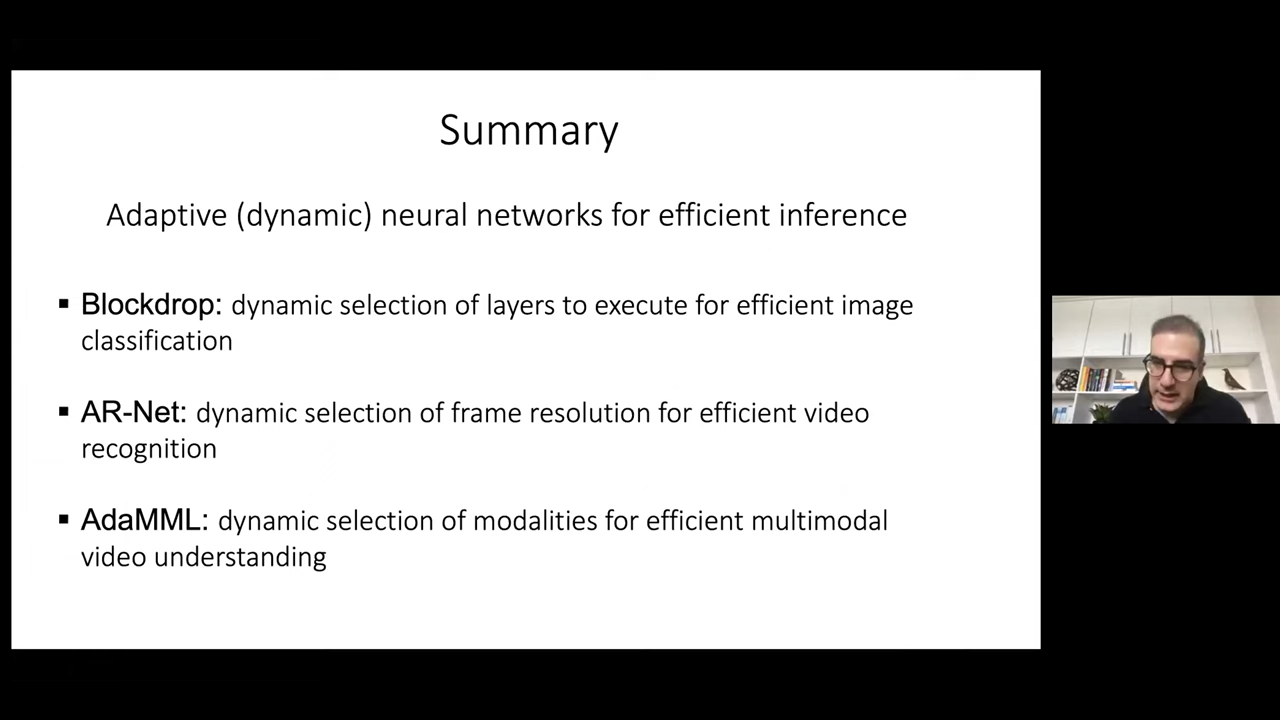 Summary
Adaptive (dynamic) neural networks for efficient inference
▪ Blockdrop: dynamic selection of layers to execute for efficient image
classification
▪ AR-Net: dynamic selection of frame resolution for efficient video
recognition
▪ AdaMML: dynamic selection of modalities for efficient multimodal
video understanding